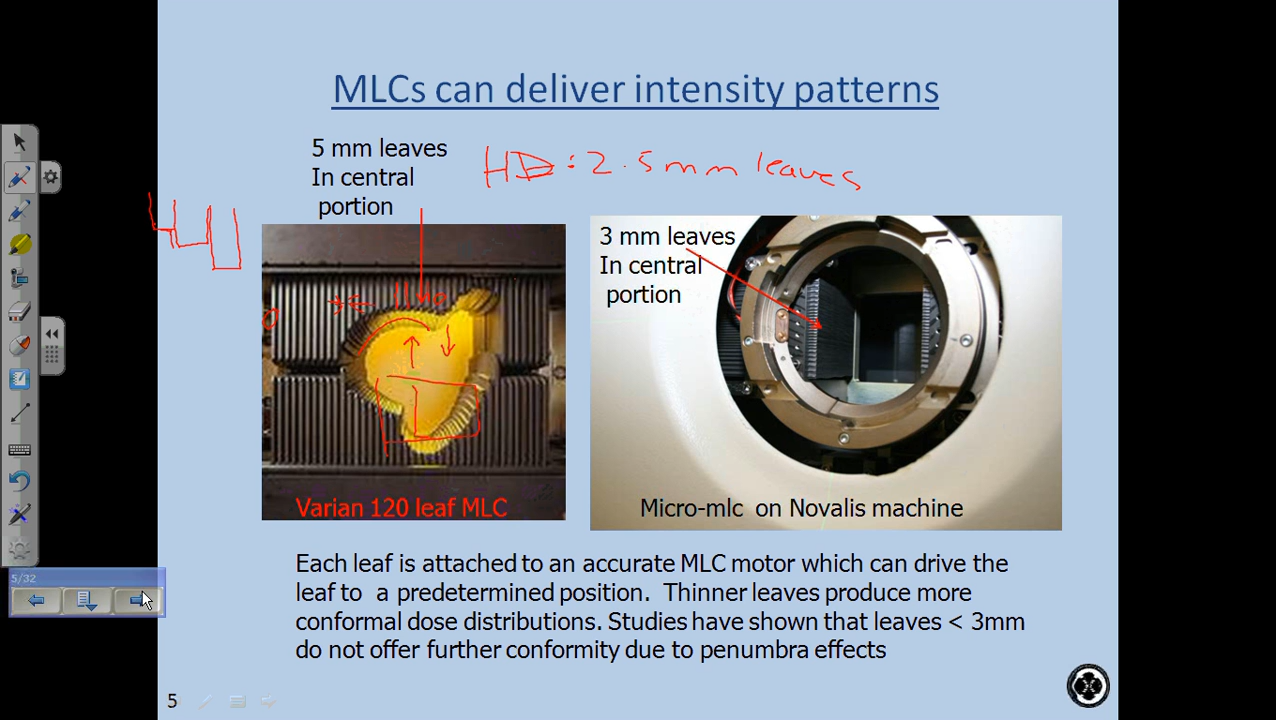 MLCs can deliver intensity patterns
5 mm leaves
In central
portion
HD : 2.5mm leaves
3 mm leaves
In central
portion
Varian 120 leaf MLC
Micro-mlc on Novalis machine
Each leaf is attached to an accurate MLC motor which can drive the
leaf to a predetermined position. Thinner leaves produce more
conformal dose distributions. Studies have shown that leaves < 3mm
do not offer further conformity due to penumbra effects
5/32
5